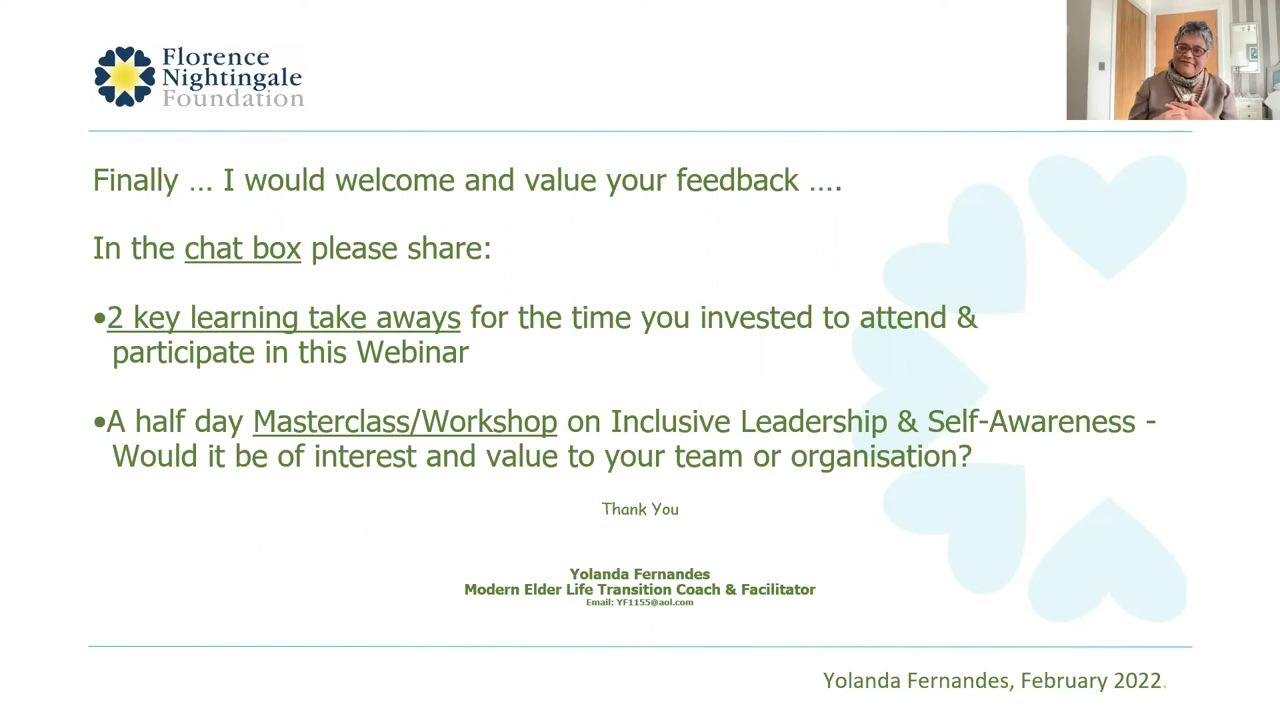 Florence
Nightingale
Foundation
Finally ... I would welcome and value your feedback ....
In the chat box please share:
•2 key learning take aways for the time you invested to attend &
participate in this Webinar
•A half day Masterclass/Workshop on Inclusive Leadership & Self-Awareness -
Would it be of interest and value to your team or organisation?
Thank You
Yolanda Fernandes
Modern Elder Life Transition Coach & Facilitator
Email: YF1155@aol.com
Yolanda Fernandes, February 2022.